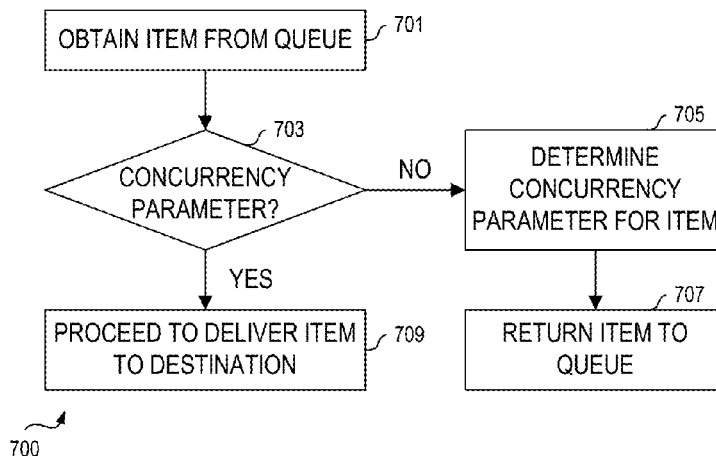 OBTAIN ITEM FROM QUEUE
701
703
CONCURRENCY
PARAMETER?
NO
705
DETERMINE
CONCURRENCY
PARAMETER FOR ITEM
YES
707
RETURN ITEM TO
QUEUE
PROCEED TO DELIVER ITEM
TO DESTINATION
709
700